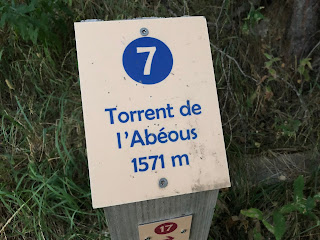 7
Torrent de
l'Abéous
1571 m
17